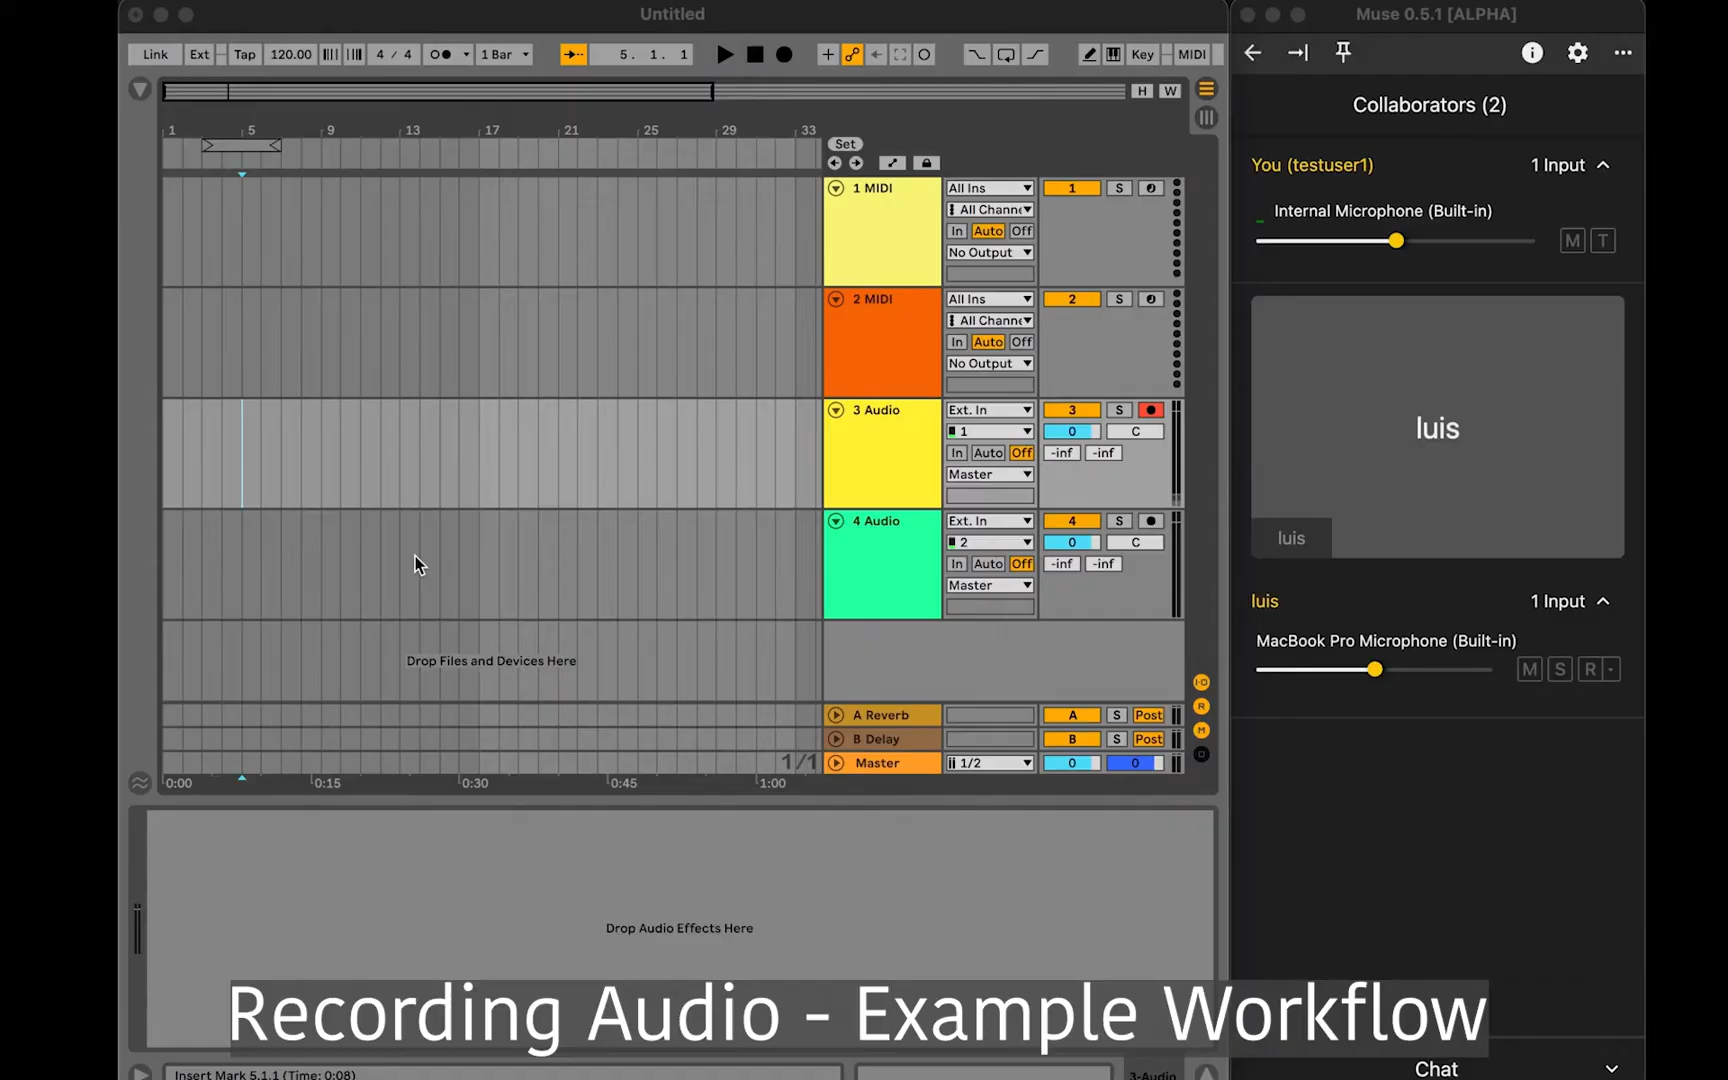 Untitled
Muse 0.5.1 [ALPHA]
Link Ext Tap 120.00 4 / 4 1 Bar 5. 1. 1 Key MIDI
H W
1 5 9 13 17 21 25 29 33
Set
1 MIDI All Ins 1 S
All Channe
In Auto Off
No Output
2 MIDI All Ins 2 S
All Channe
In Auto Off
No Output
3 Audio Ext. In 3 S
1 0 C
In Auto Off -inf -inf
Master
4 Audio Ext. In 4 S
2 0 C
In Auto Off -inf -inf
Master
Drop Files and Devices Here
I·O
R
M
D
A Reverb A S Post
B Delay B S Post
1/1 Master 1/2 0 0
0:00 0:15 0:30 0:45 1:00
Drop Audio Effects Here
Insert Mark 5.1.1 (Time: 0:08)
3-Audio
Collaborators (2)
You (testuser1) 1 Input
Internal Microphone (Built-in)
M T
luis
luis
luis 1 Input
MacBook Pro Microphone (Built-in)
M S R
Chat
Recording Audio - Example Workflow